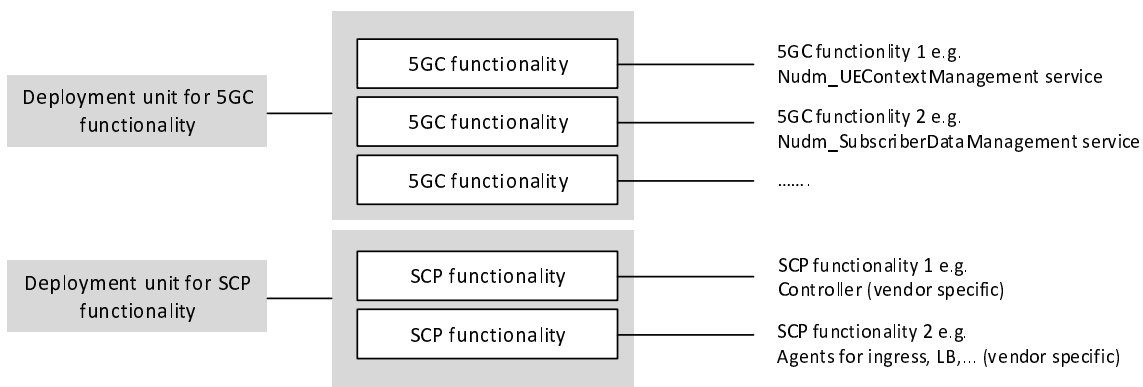 Deployment unit for 5GC
functionality
5GC functionality
5GC functionality
5GC functionality
5GC functionlity 1 e.g.
Nudm_UEContextManagement service
5GC functionlity 2 e.g.
Nudm_SubscriberDataManagement service
.......
Deployment unit for SCP
functionality
SCP functionality
SCP functionality
SCP functionality 1 e.g.
Controller (vendor specific)
SCP functionality 2 e.g.
Agents for ingress, LB,... (vendor specific)